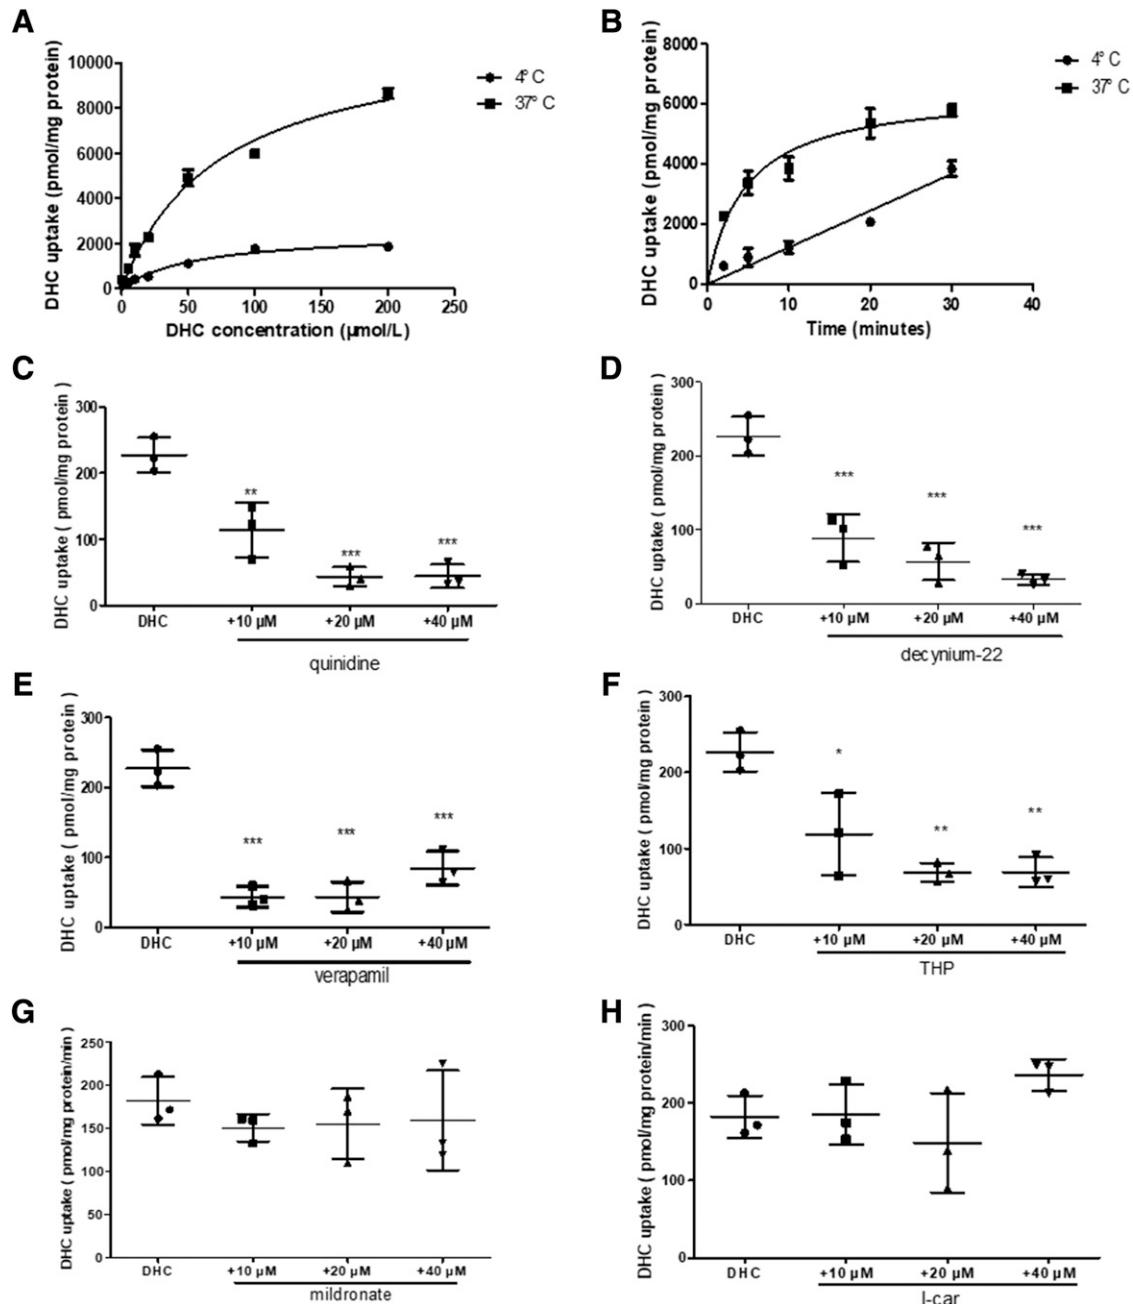 A
DHC uptake (pmol/mg protein)
10000
8000
6000
4000
2000
0
0 50 100 150 200 250
DHC concentration (µmol/L)
4° C
37° C
B
DHC uptake (pmol/mg protein)
8000
6000
4000
2000
0
0 10 20 30 40
Time (minutes)
4° C
37° C
C
DHC uptake ( pmol/mg protein )
300
200
100
0
**
***
***
DHC +10 µM +20 µM +40 µM
quinidine
D
DHC uptake ( pmol/mg protein )
300
200
100
0
***
***
***
DHC +10 µM +20 µM +40 µM
decynium-22
E
DHC uptake ( pmol/mg protein )
300
200
100
0
***
***
***
DHC +10 µM +20 µM +40 µM
verapamil
F
DHC uptake ( pmol/mg protein )
300
200
100
0
*
**
**
DHC +10 µM +20 µM +40 µM
THP
G
DHC uptake ( pmol/mg protein/min )
250
200
150
100
50
0
DHC +10 µM +20 µM +40 µM
mildronate
H
DHC uptake ( pmol/mg protein/min )
300
200
100
0
DHC +10 µM +20 µM +40 µM
l-car